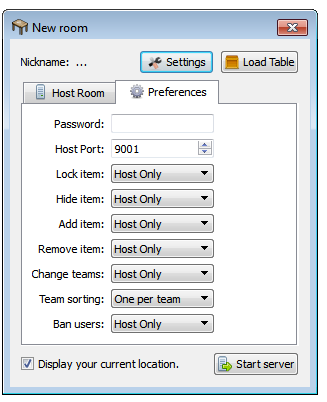 New room
Nickname: ... Settings Load Table
Host Room Preferences
Password:
Host Port: 9001
Lock item: Host Only
Hide item: Host Only
Add item: Host Only
Remove item: Host Only
Change teams: Host Only
Team sorting: One per team
Ban users: Host Only
Display your current location. Start server